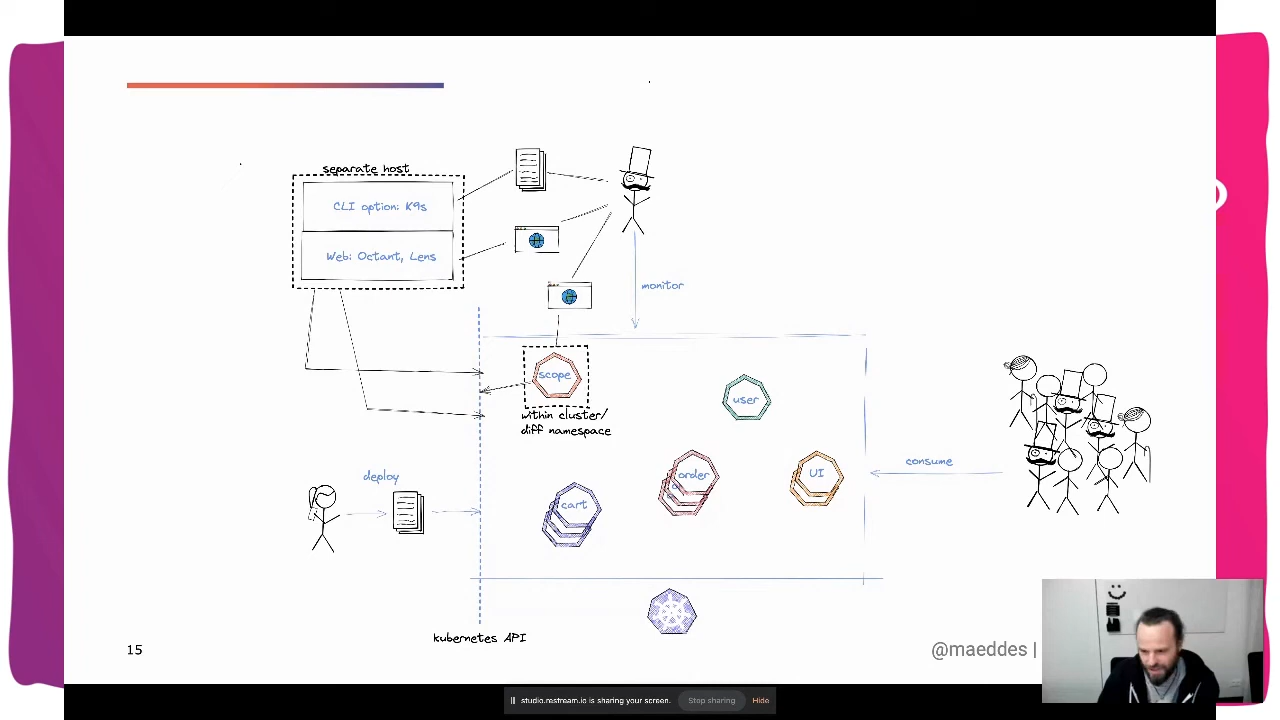 separate host
CLI option: K9s
Web: Octant, Lens
monitor
scope
within cluster/
diff namespace
user
order
UI
cart
consume
deploy
kubernetes API
15
@maeddes |
studio.restream.io is sharing your screen.
Stop sharing
Hide